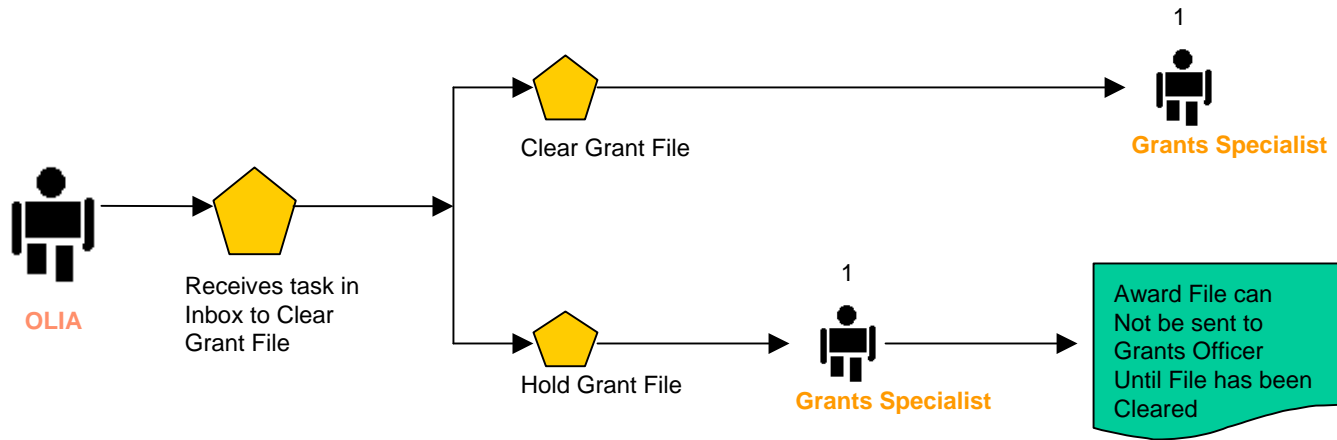 1
Grants Specialist
Clear Grant File
OLIA
Receives task in
Inbox to Clear
Grant File
Hold Grant File
1
Grants Specialist
Award File can
Not be sent to
Grants Officer
Until File has been
Cleared